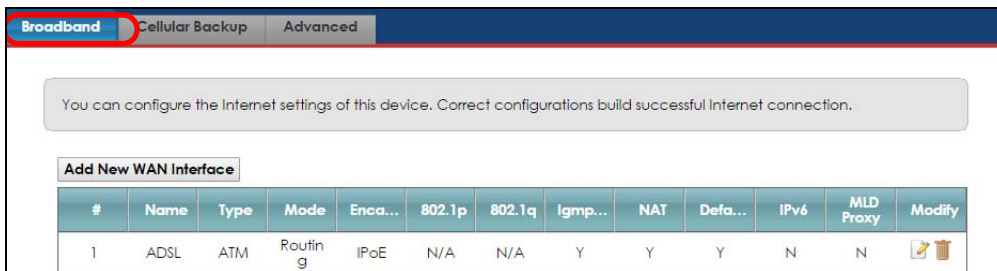 Broadband Cellular Backup Advanced
You can configure the Internet settings of this device. Correct configurations build successful Internet connection.
Add New WAN Interface
# Name Type Mode Enca... 802.1p 802.1q Igmp... NAT Defa... IPv6 MLD Proxy Modify
1 ADSL ATM Routing IPoE N/A N/A Y Y Y N N